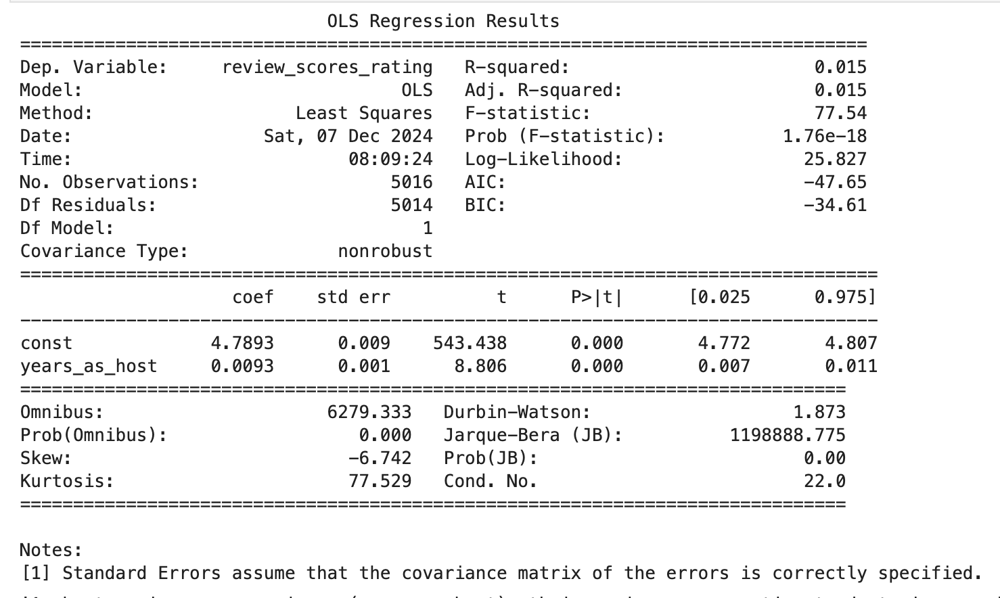 OLS Regression Results
==============================================================================
Dep. Variable:     review_scores_rating   R-squared:                       0.015
Model:                              OLS   Adj. R-squared:                  0.015
Method:                   Least Squares   F-statistic:                     77.54
Date:                  Sat, 07 Dec 2024   Prob (F-statistic):           1.76e-18
Time:                          08:09:24   Log-Likelihood:                 25.827
No. Observations:                  5016   AIC:                            -47.65
Df Residuals:                      5014   BIC:                            -34.61
Df Model:                             1
Covariance Type:              nonrobust
==============================================================================
                    coef    std err          t      P>|t|      [0.025      0.975]
------------------------------------------------------------------------------
const             4.7893      0.009    543.438      0.000       4.772       4.807
years_as_host     0.0093      0.001      8.806      0.000       0.007       0.011
==============================================================================
Omnibus:                     6279.333   Durbin-Watson:                   1.873
Prob(Omnibus):                  0.000   Jarque-Bera (JB):          1198888.775
Skew:                          -6.742   Prob(JB):                         0.00
Kurtosis:                      77.529   Cond. No.                         22.0
==============================================================================
Notes:
[1] Standard Errors assume that the covariance matrix of the errors is correctly specified.